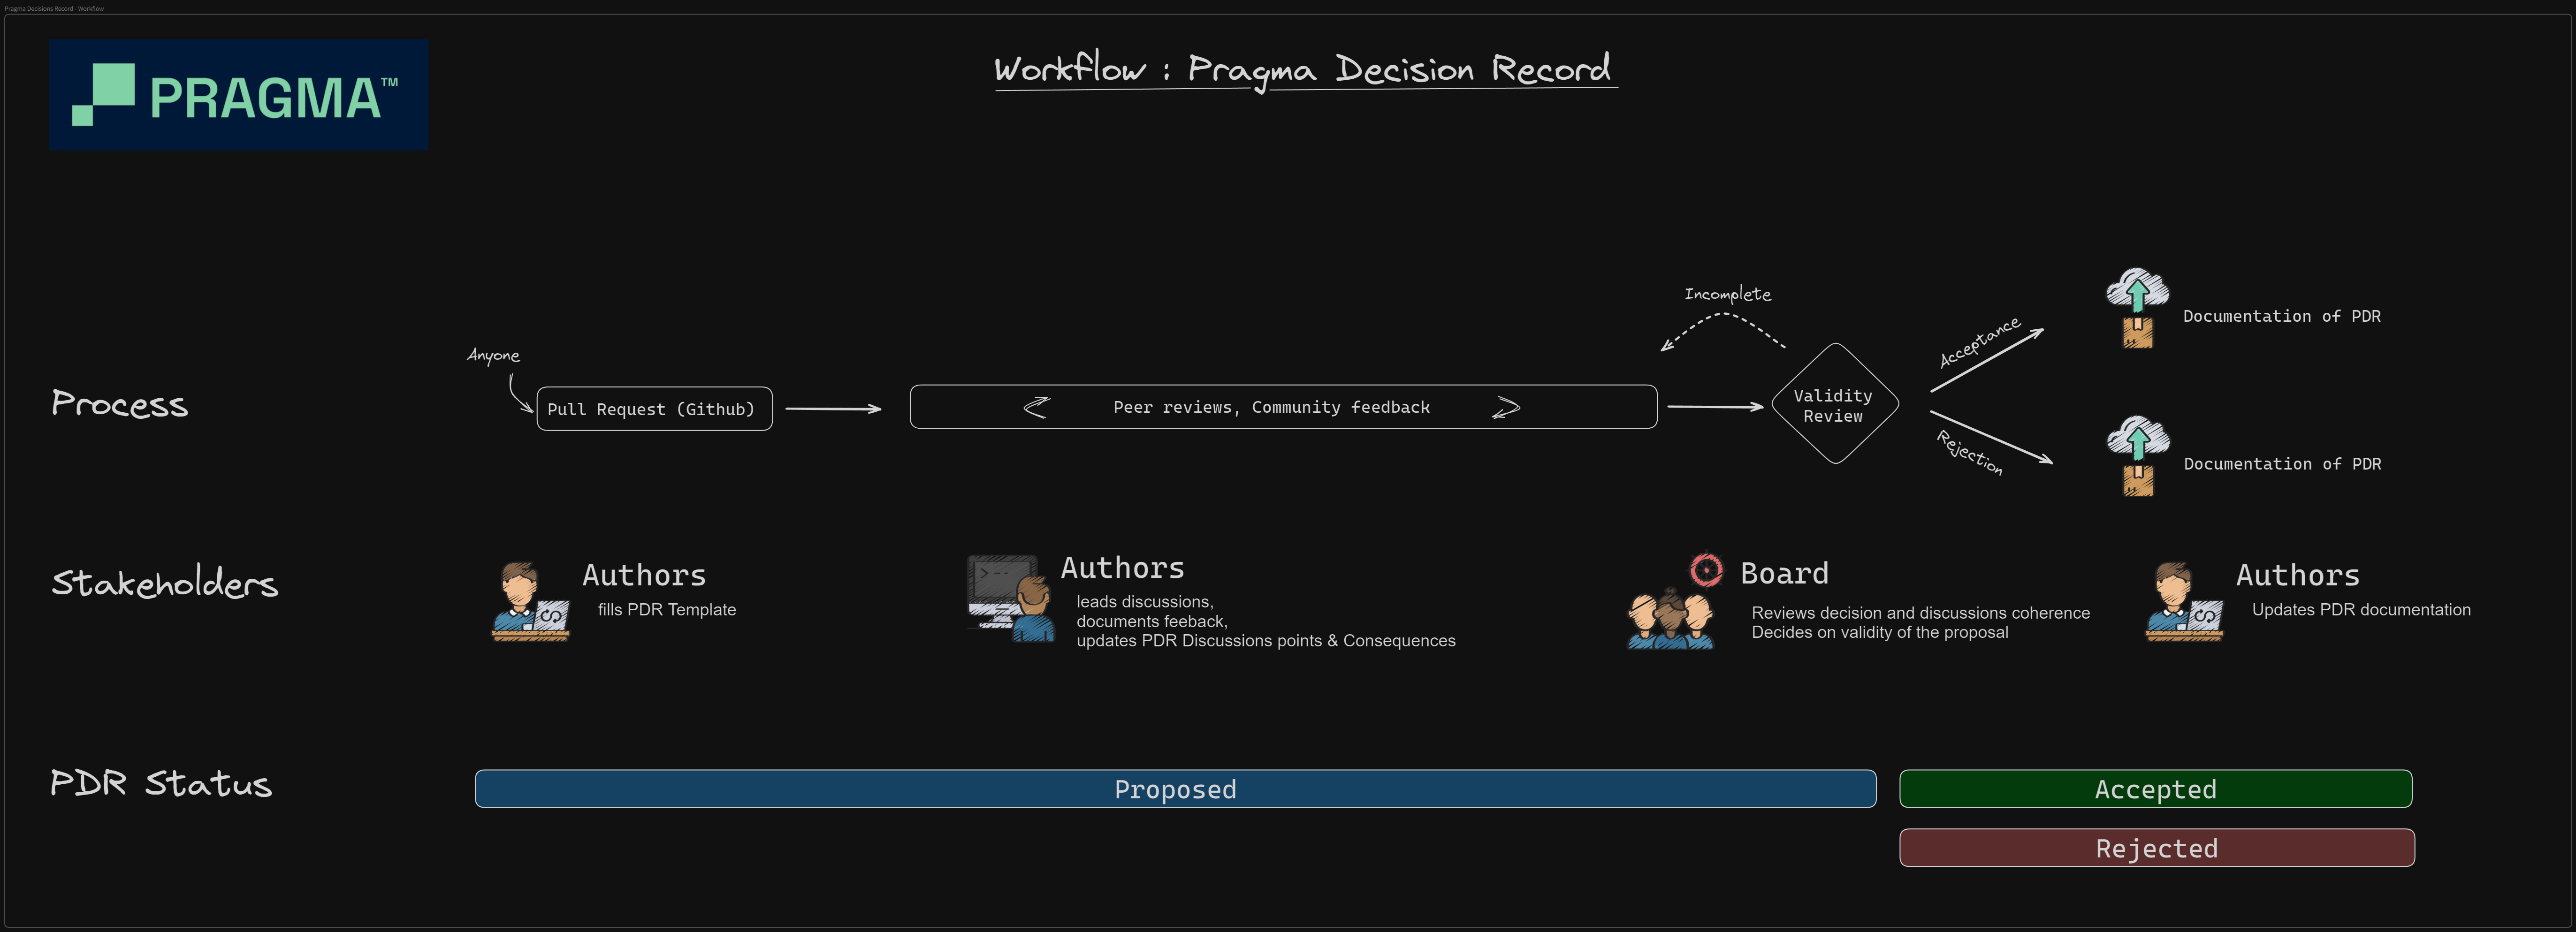 Pragma Decisions Record - Workflow
PRAGMA™
Workflow : Pragma Decision Record
Incomplete
Acceptance
Documentation of PDR
Anyone
Process
Pull Request (Github)
Peer reviews, Community feedback
Validity
Review
Rejection
Documentation of PDR
Stakeholders
Authors
fills PDR Template
Authors
leads discussions,
documents feeback,
updates PDR Discussions points & Consequences
Board
Reviews decision and discussions coherence
Decides on validity of the proposal
Authors
Updates PDR documentation
PDR Status
Proposed
Accepted
Rejected